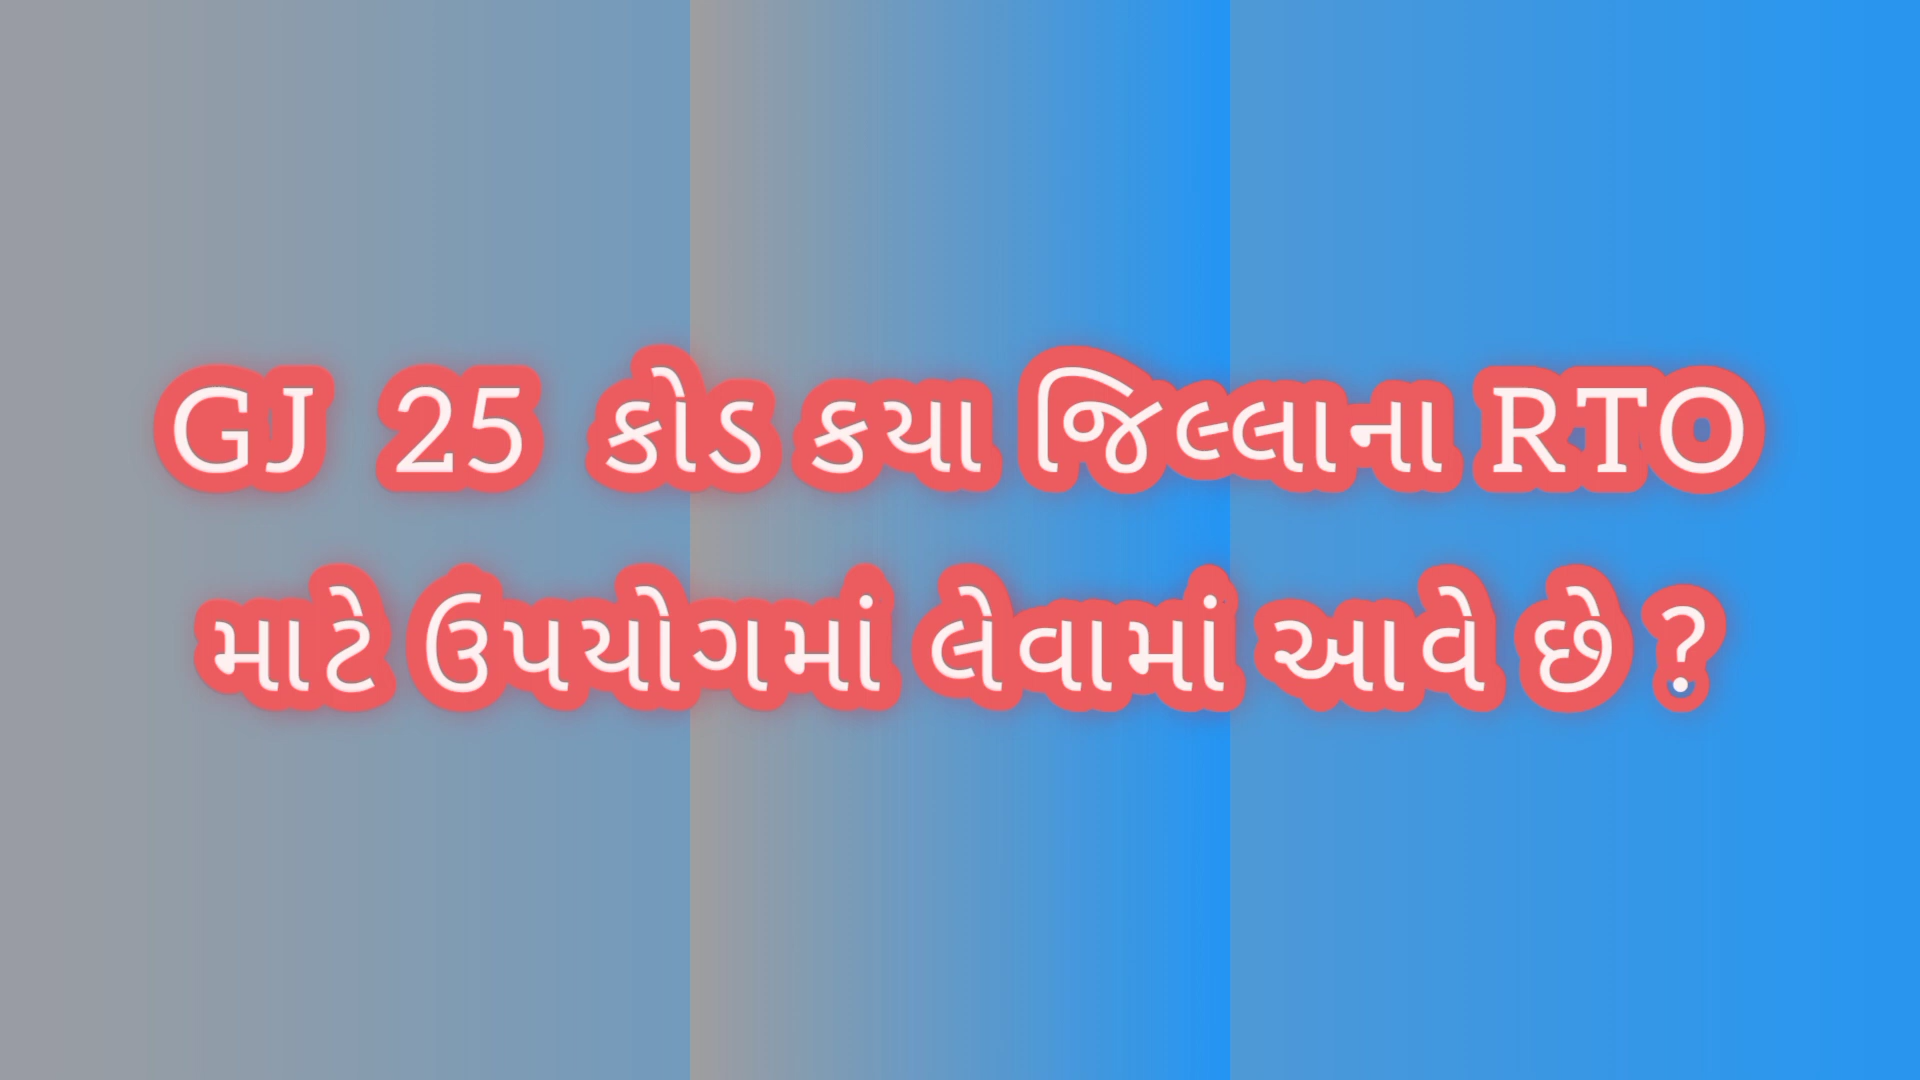 GJ 25 કોડ કયા જિલ્લાના RTO
માટે ઉપયોગમાં લેવામાં આવે છે ?